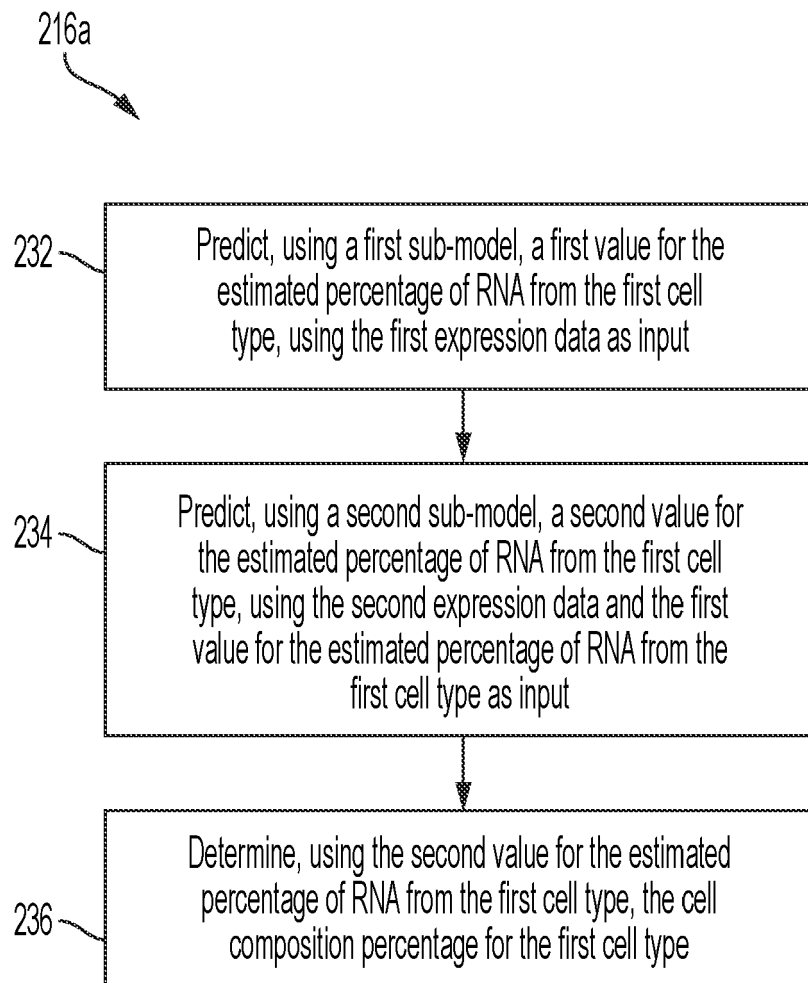 216a
232
Predict, using a first sub-model, a first value for the
estimated percentage of RNA from the first cell
type, using the first expression data as input
234
Predict, using a second sub-model, a second value for
the estimated percentage of RNA from the first cell
type, using the second expression data and the first
value for the estimated percentage of RNA from the
first cell type as input
236
Determine, using the second value for the estimated
percentage of RNA from the first cell type, the cell
composition percentage for the first cell type